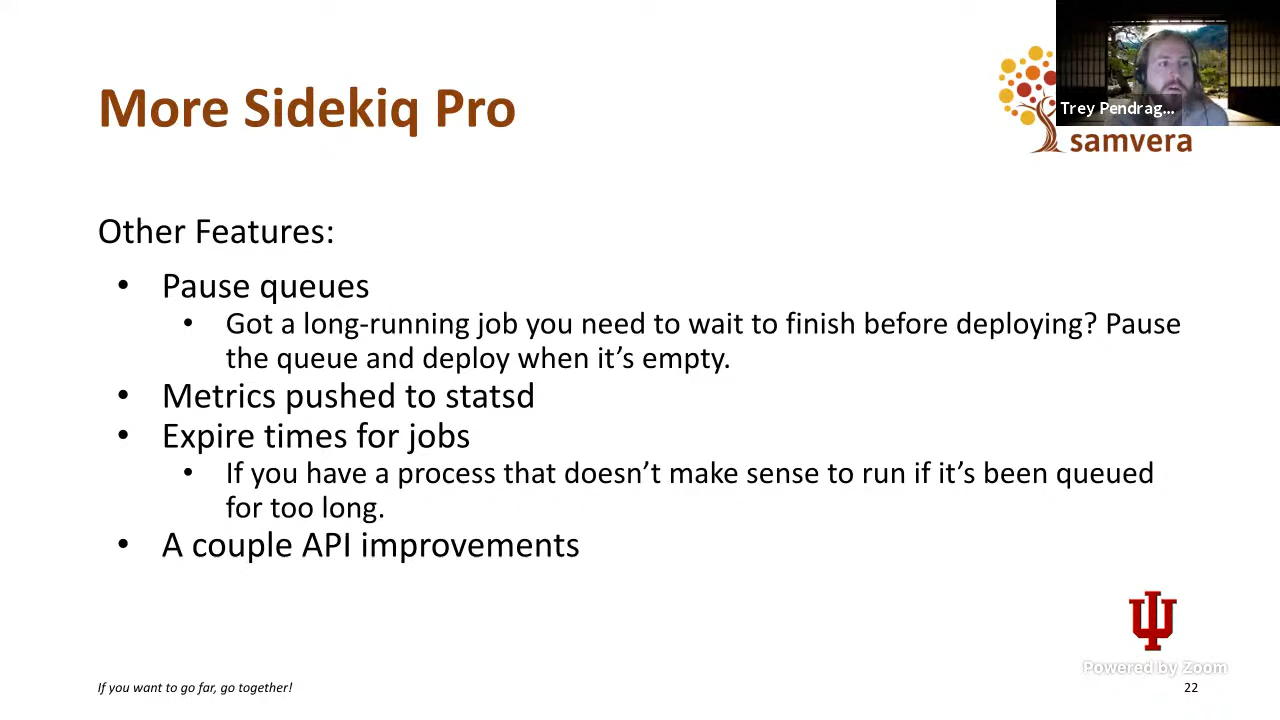 More Sidekiq Pro
Trey Pendrag...
samvera
Other Features:
• Pause queues
• Got a long-running job you need to wait to finish before deploying? Pause
the queue and deploy when it’s empty.
• Metrics pushed to statsd
• Expire times for jobs
• If you have a process that doesn’t make sense to run if it’s been queued
for too long.
• A couple API improvements
Powered by Zoom
If you want to go far, go together!
22